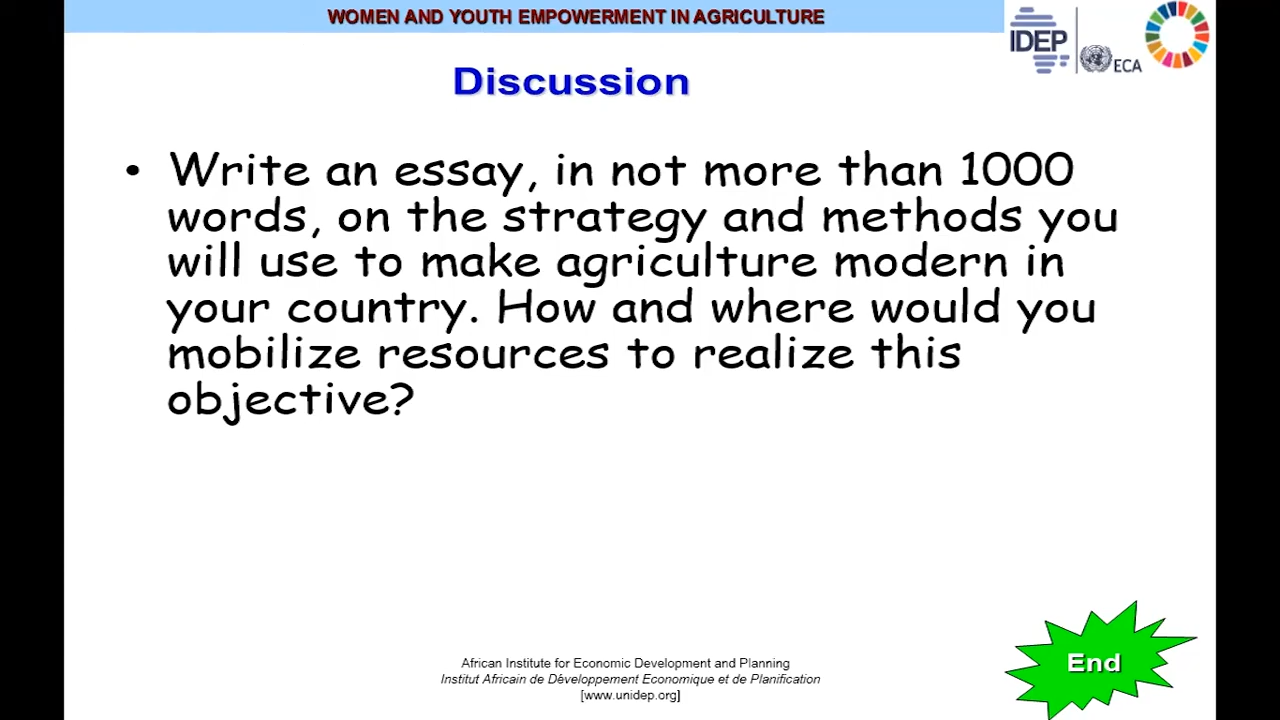 WOMEN AND YOUTH EMPOWERMENT IN AGRICULTURE
IDEP
ECA
Discussion
• Write an essay, in not more than 1000
words, on the strategy and methods you
will use to make agriculture modern in
your country. How and where would you
mobilize resources to realize this
objective?
End
African Institute for Economic Development and Planning
Institut Africain de Développement Economique et de Planification
[www.unidep.org]